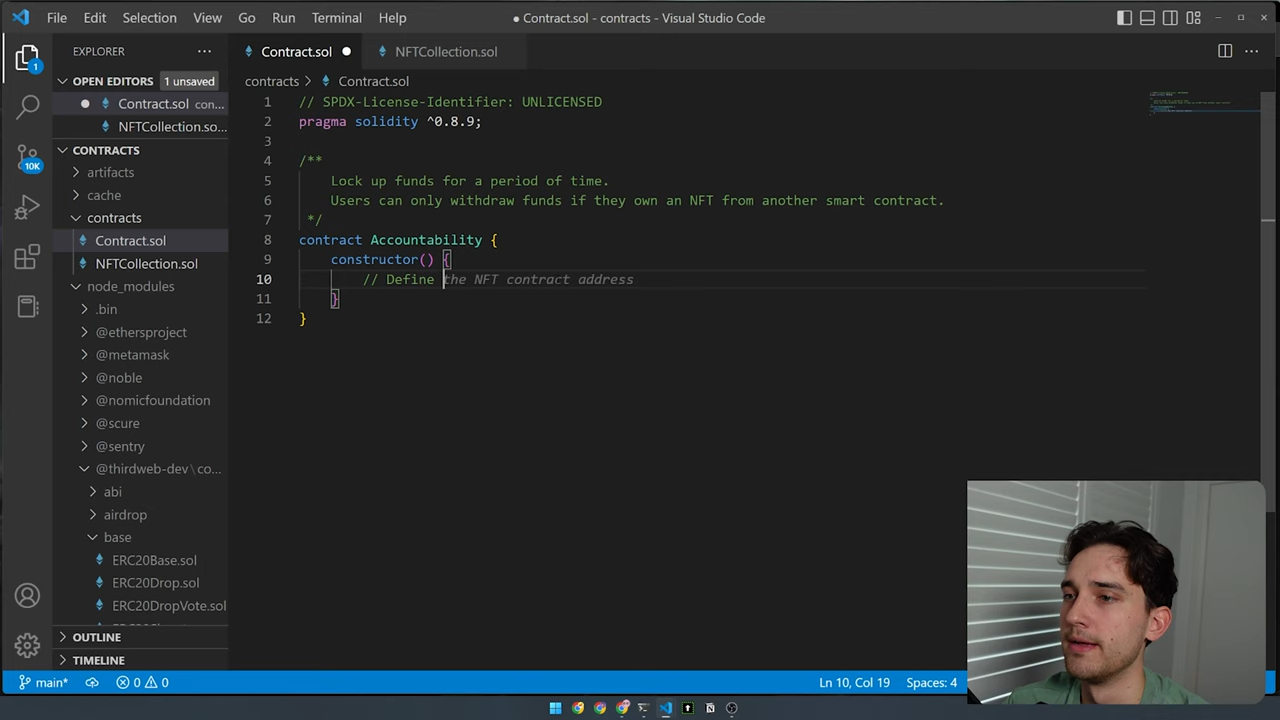 File Edit Selection View Go Run Terminal Help
● Contract.sol - contracts - Visual Studio Code
EXPLORER
OPEN EDITORS 1 unsaved
Contract.sol con...
NFTCollection.so...
CONTRACTS
artifacts
cache
contracts
Contract.sol
NFTCollection.sol
node_modules
.bin
@ethersproject
@metamask
@noble
@nomicfoundation
@scure
@sentry
@thirdweb-dev\co...
abi
airdrop
base
ERC20Base.sol
ERC20Drop.sol
ERC20DropVote.sol
OUTLINE
TIMELINE
1
10K
Contract.sol NFTCollection.sol
contracts > Contract.sol
1 // SPDX-License-Identifier: UNLICENSED
2 pragma solidity ^0.8.9;
3
4 /**
5 Lock up funds for a period of time.
6 Users can only withdraw funds if they own an NFT from another smart contract.
7 */
8 contract Accountability {
9 constructor() {
10 // Define the NFT contract address
11 }
12 }
main* 0 0 Ln 10, Col 19 Spaces: 4